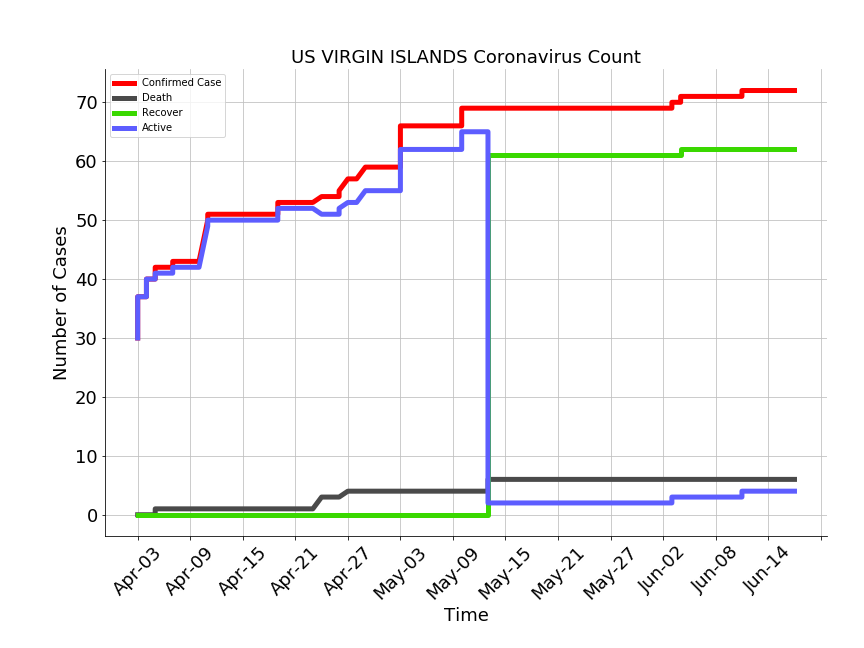 US VIRGIN ISLANDS Coronavirus Count
Confirmed Case
Death
Recover
Active
Number of Cases
70
60
50
40
30
20
10
0
Apr-03
Apr-09
Apr-15
Apr-21
Apr-27
May-03
May-09
May-15
May-21
May-27
Jun-02
Jun-08
Jun-14
Time